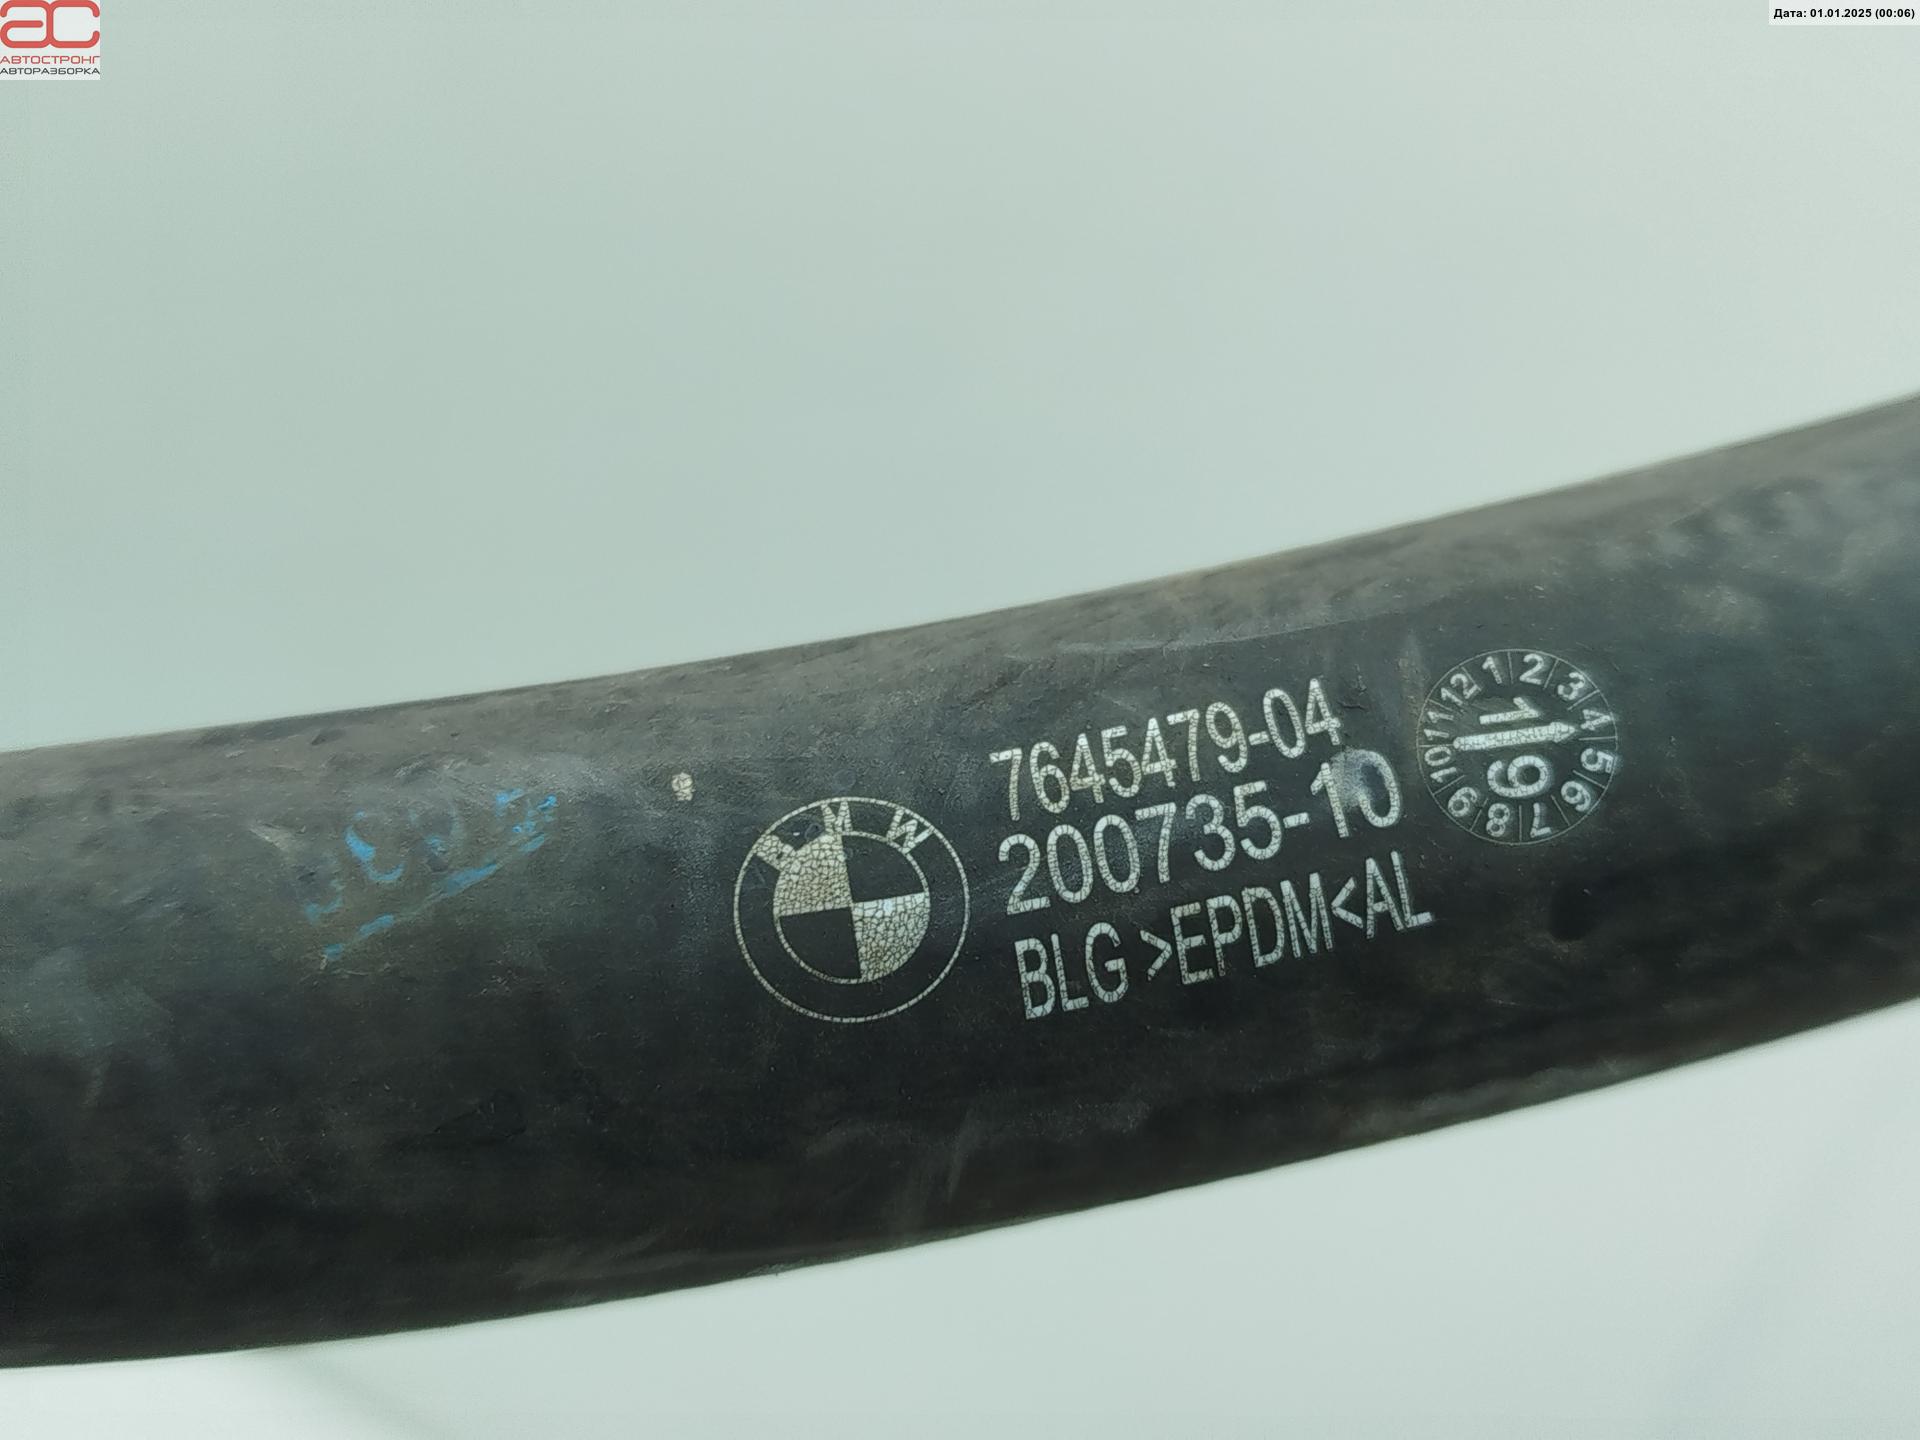 АВТОСТРОНГ
АВТОРАЗБОРКА
Дата: 01.01.2025 (00:06)
BMW
7645479-04
200735-10
BLG >EPDM<AL
1 2 3 4 5 6 7 8 9 10 11 12
19